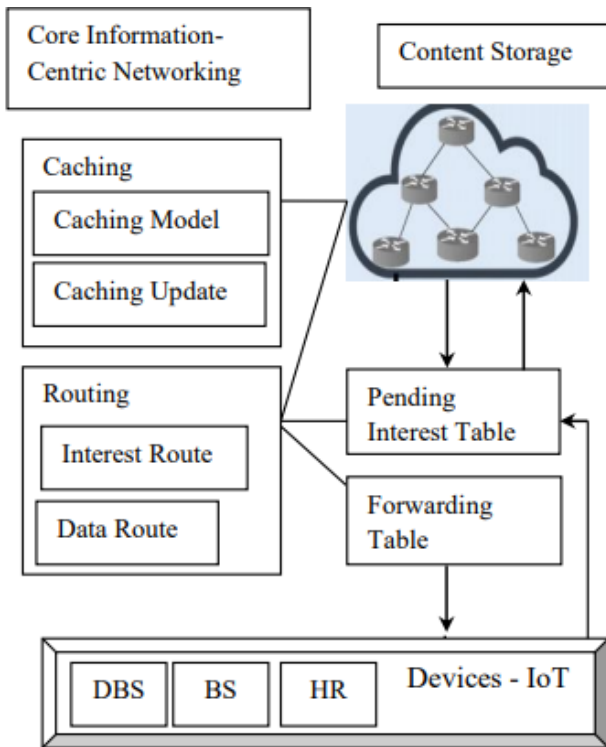 Core Information-
Centric Networking
Content Storage
Caching
Caching Model
Caching Update
Routing
Interest Route
Data Route
Pending
Interest Table
Forwarding
Table
DBS
BS
HR
Devices - IoT